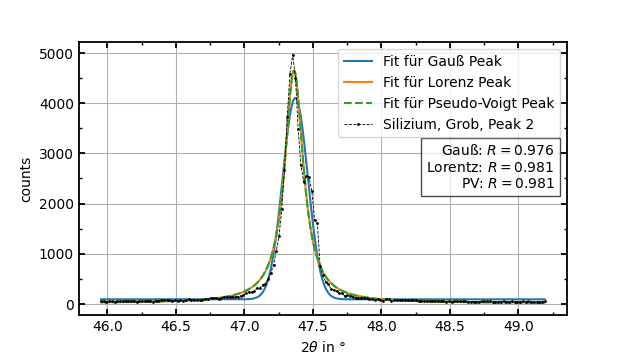 5000
4000
3000
2000
1000
0
counts
46.0 46.5 47.0 47.5 48.0 48.5 49.0
2θ in °
Fit für Gauß Peak
Fit für Lorenz Peak
Fit für Pseudo-Voigt Peak
Silizium, Grob, Peak 2
Gauß: R = 0.976
Lorentz: R = 0.981
PV: R = 0.981